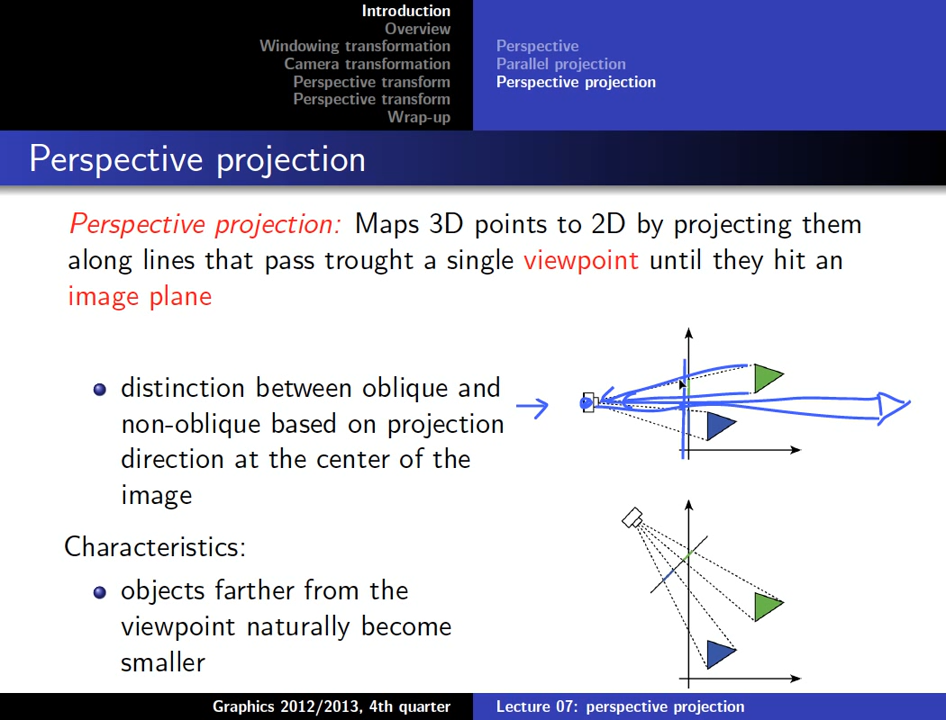 Introduction
Overview
Windowing transformation
Camera transformation
Perspective transform
Perspective transform
Wrap-up
Perspective
Parallel projection
Perspective projection
Perspective projection
Perspective projection: Maps 3D points to 2D by projecting them
along lines that pass trought a single viewpoint until they hit an
image plane
distinction between oblique and
non-oblique based on projection
direction at the center of the
image
Characteristics:
objects farther from the
viewpoint naturally become
smaller
Graphics 2012/2013, 4th quarter
Lecture 07: perspective projection